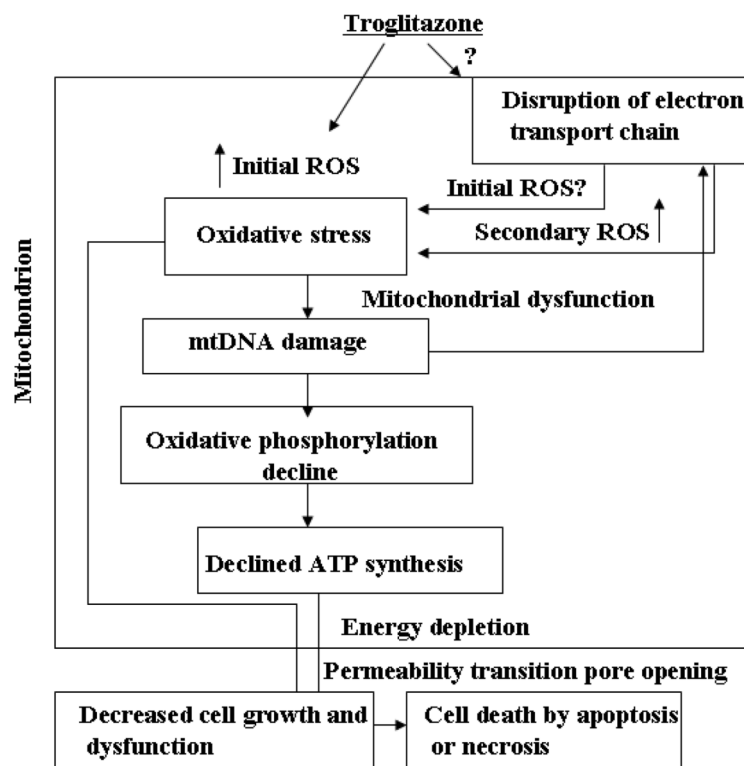 Troglitazone
?
Disruption of electron
transport chain
Initial ROS
Initial ROS?
Oxidative stress
Secondary ROS
Mitochondrial dysfunction
mtDNA damage
Mitochondrion
Oxidative phosphorylation
decline
Declined ATP synthesis
Energy depletion
Permeability transition pore opening
Decreased cell growth and
dysfunction
Cell death by apoptosis
or necrosis